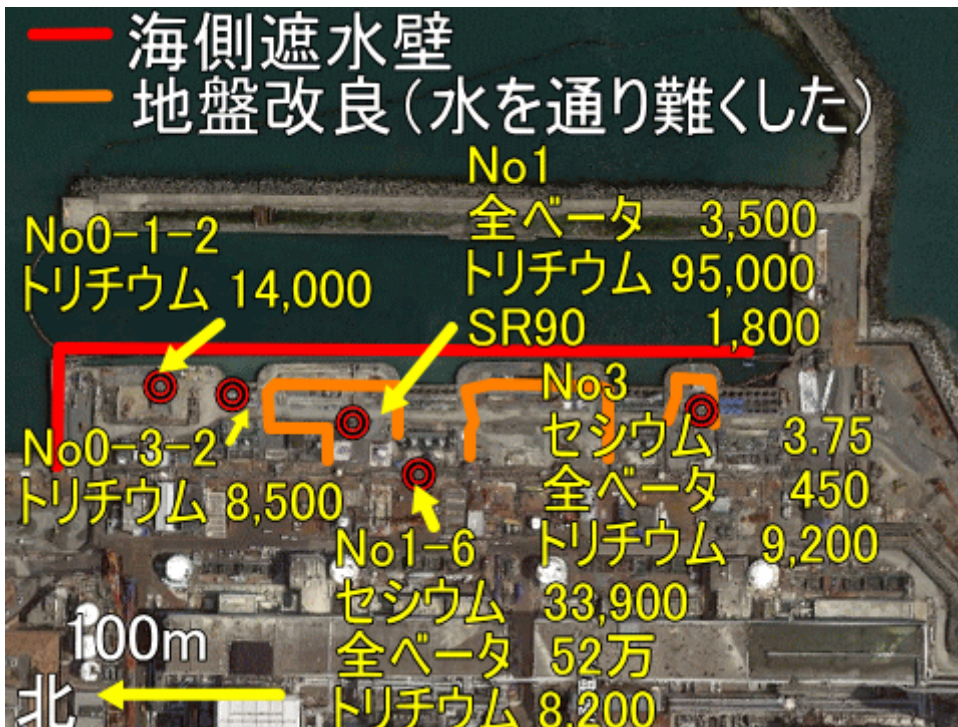 海側遮水壁
地盤改良(水を通り難くした)
No1
全ベータ 3,500
トリチウム 95,000
SR90 1,800
No0-1-2
トリチウム 14,000
No3
セシウム 3.75
全ベータ 450
トリチウム 9,200
No0-3-2
トリチウム 8,500
No1-6
セシウム 33,900
全ベータ 52万
トリチウム 8,200
100m
北